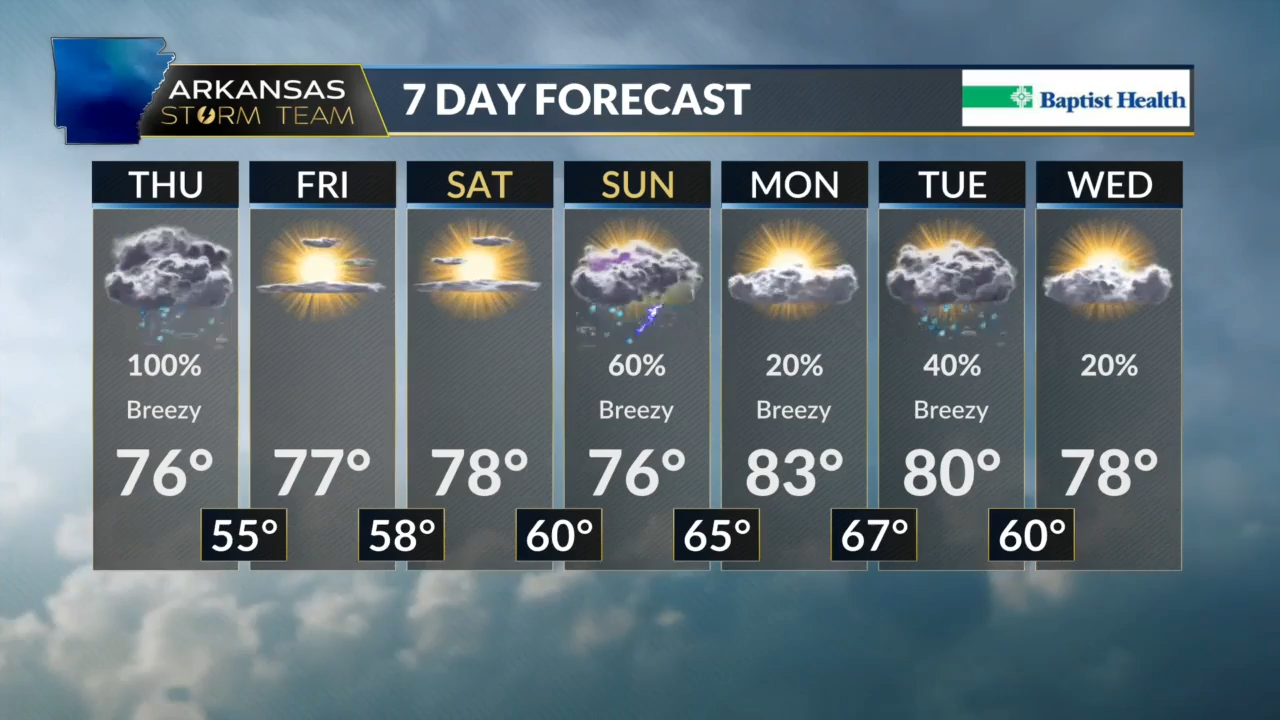 ARKANSAS
STORM TEAM
7 DAY FORECAST
Baptist Health
THU FRI SAT SUN MON TUE WED
100% 60% 20% 40% 20%
Breezy Breezy Breezy Breezy
76° 77° 78° 76° 83° 80° 78°
55° 58° 60° 65° 67° 60°